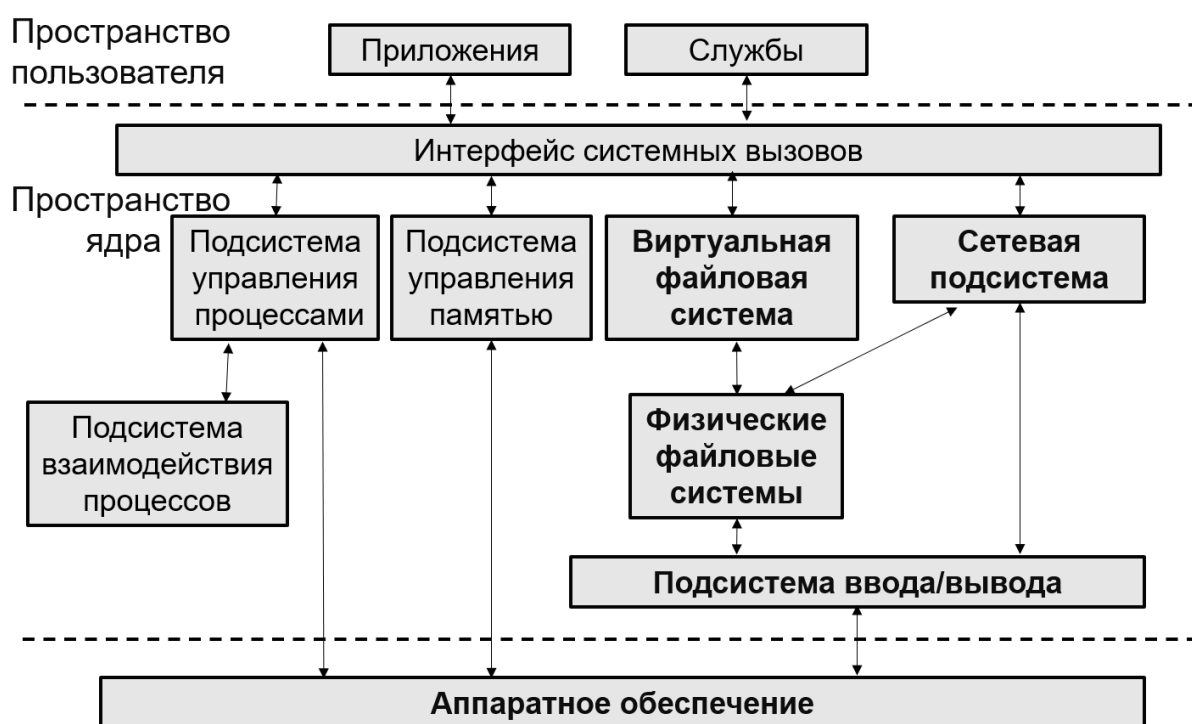 Пространство
пользователя
Приложения
Службы
Интерфейс системных вызовов
Пространство
ядра
Подсистема
управления
процессами
Подсистема
управления
памятью
Виртуальная
файловая
система
Сетевая
подсистема
Подсистема
взаимодействия
процессов
Физические
файловые
системы
Подсистема ввода/вывода
Аппаратное обеспечение